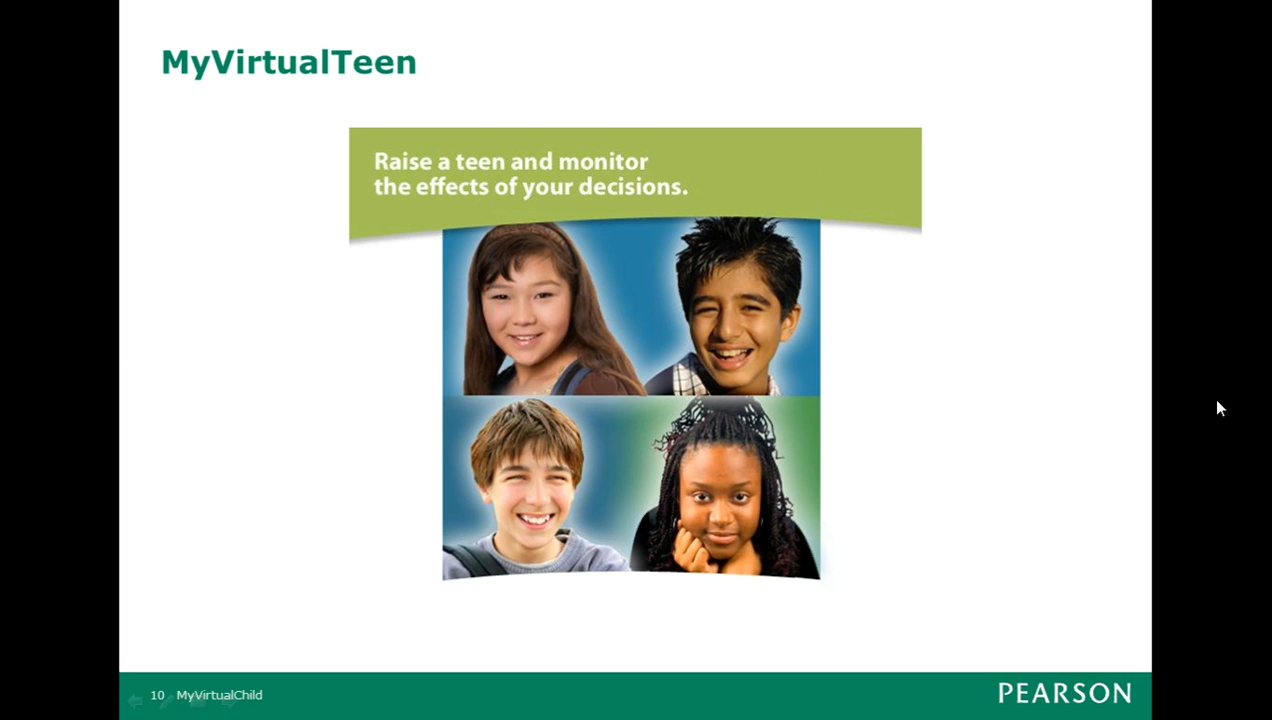 MyVirtualTeen
Raise a teen and monitor
the effects of your decisions.
10 MyVirtualChild
PEARSON